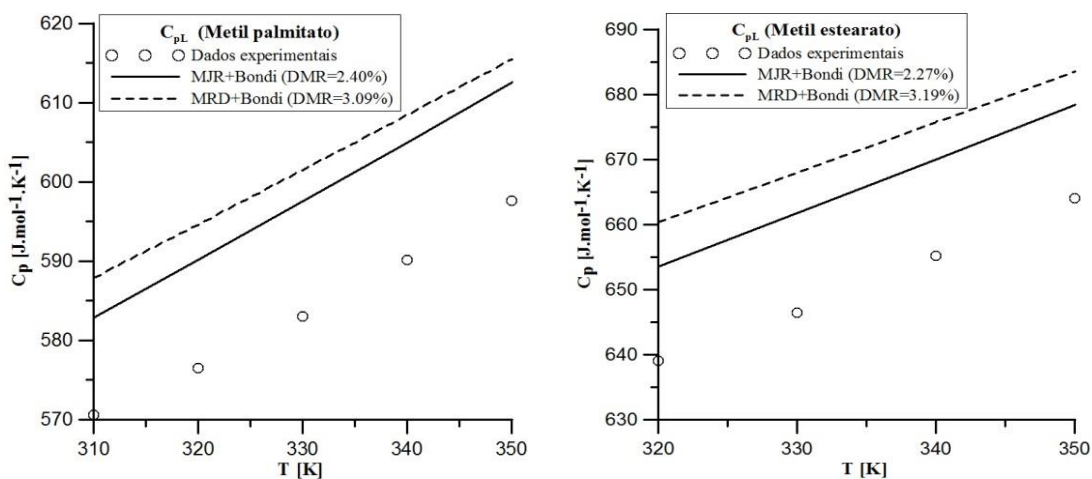 C_pL (Metil palmitato)
Dados experimentais
MJR+Bondi (DMR=2.40%)
MRD+Bondi (DMR=3.09%)
620
610
600
590
580
570
C_p [J.mol⁻¹.K⁻¹]
310 320 330 340 350
T [K]
C_pL (Metil estearato)
Dados experimentais
MJR+Bondi (DMR=2.27%)
MRD+Bondi (DMR=3.19%)
690
680
670
660
650
640
630
C_p [J.mol⁻¹.K⁻¹]
320 330 340 350
T [K]